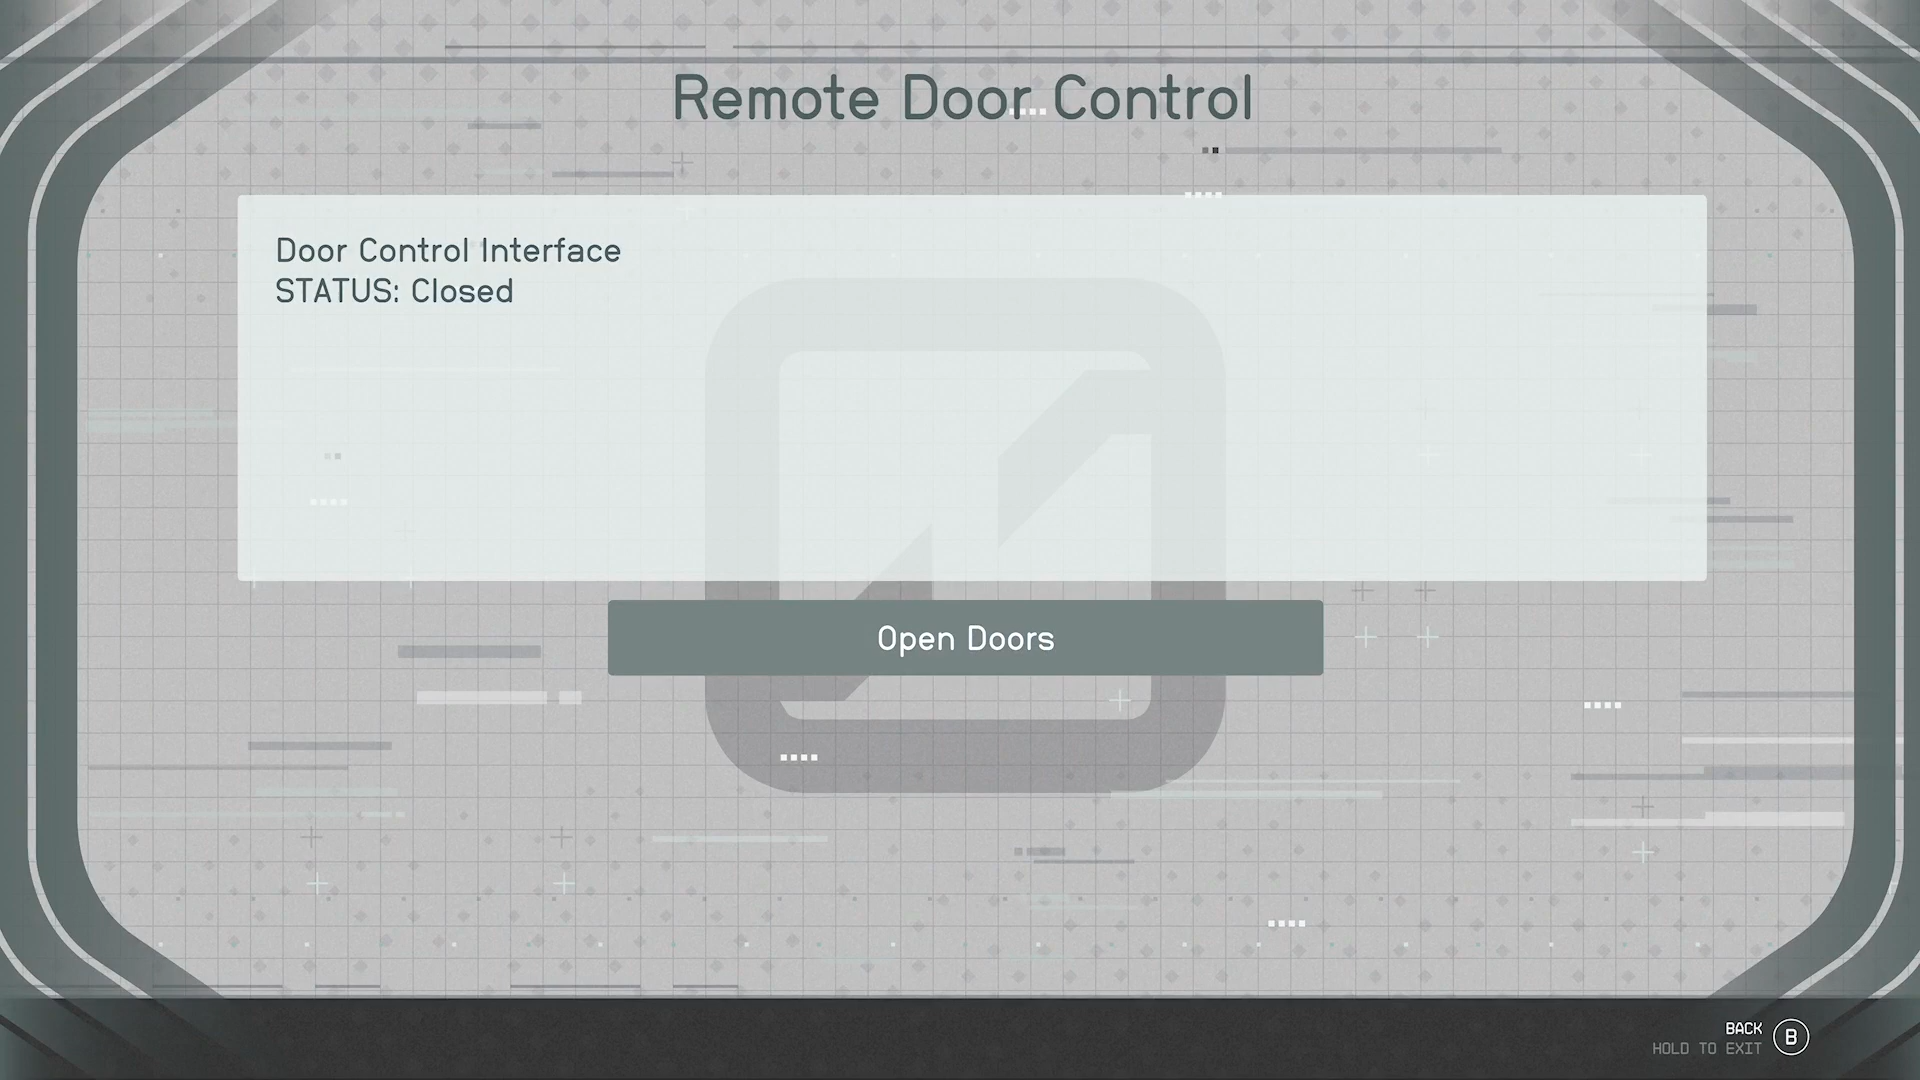 Remote Door Control
Door Control Interface
STATUS: Closed
Open Doors
BACK
HOLD TO EXIT
B